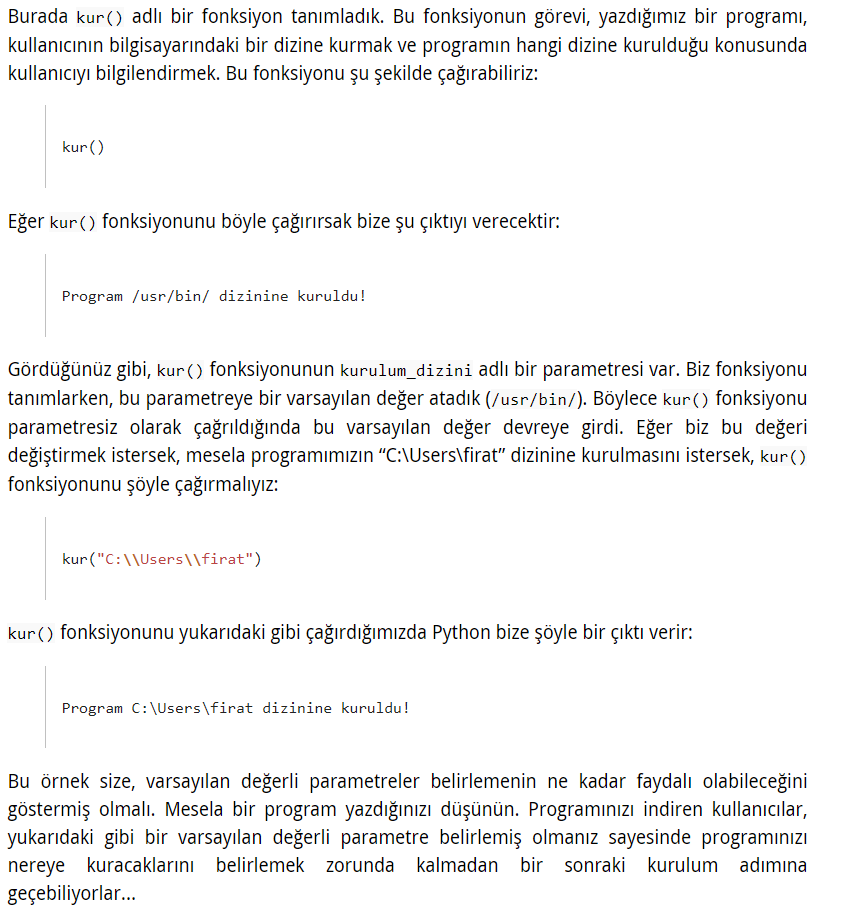 Burada kur() adlı bir fonksiyon tanımladık. Bu fonksiyonun görevi, yazdığımız bir programı,
kullanıcının bilgisayarındaki bir dizine kurmak ve programın hangi dizine kurulduğu konusunda
kullanıcıyı bilgilendirmek. Bu fonksiyonu şu şekilde çağırabiliriz:
kur()
Eğer kur() fonksiyonunu böyle çağırırsak bize şu çıktıyı verecektir:
Program /usr/bin/ dizinine kuruldu!
Gördüğünüz gibi, kur() fonksiyonunun kurulum_dizini adlı bir parametresi var. Biz fonksiyonu
tanımlarken, bu parametreye bir varsayılan değer atadık (/usr/bin/). Böylece kur() fonksiyonu
parametresiz olarak çağrıldığında bu varsayılan değer devreye girdi. Eğer biz bu değeri
değiştirmek istersek, mesela programımızın “C:\Users\firat” dizinine kurulmasını istersek, kur()
fonksiyonunu şöyle çağırmalıyız:
kur("C:\\Users\\firat")
kur() fonksiyonunu yukarıdaki gibi çağırdığımızda Python bize şöyle bir çıktı verir:
Program C:\Users\firat dizinine kuruldu!
Bu örnek size, varsayılan değerli parametreler belirlemenin ne kadar faydalı olabileceğini
göstermiş olmalı. Mesela bir program yazdığınızı düşünün. Programınızı indiren kullanıcılar,
yukarıdaki gibi bir varsayılan değerli parametre belirlemiş olmanız sayesinde programınızı
nereye kuracaklarını belirlemek zorunda kalmadan bir sonraki kurulum adımına
geçebiliyorlar…